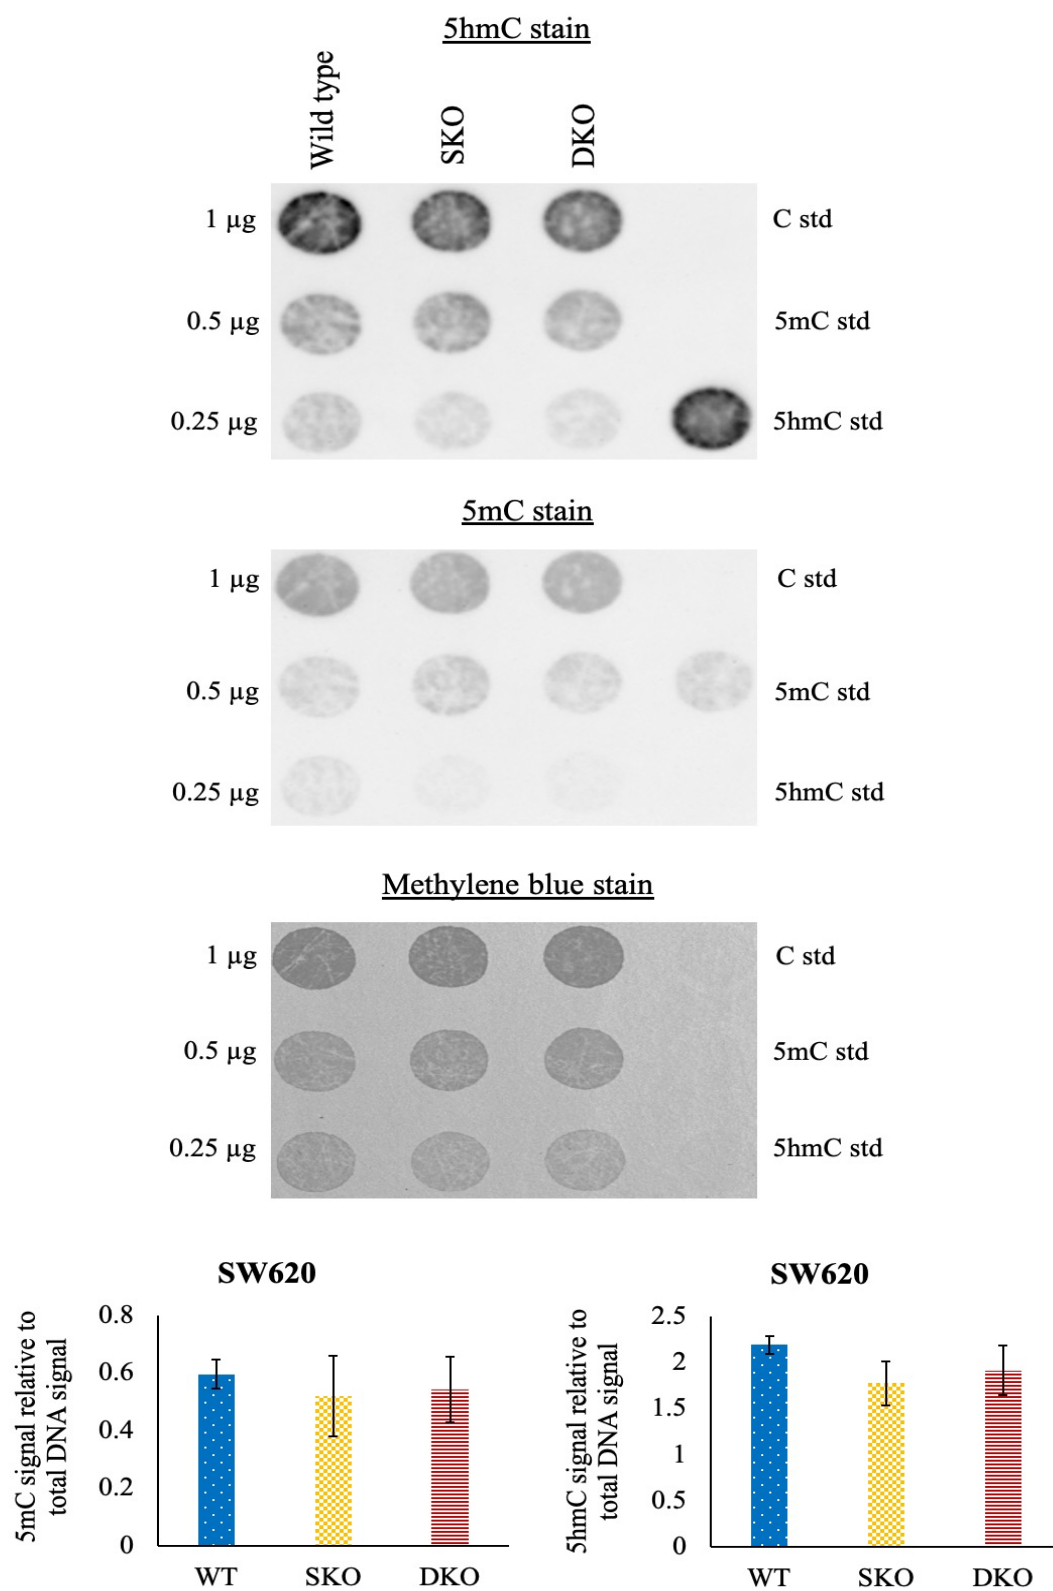 5hmC stain
Wild type
SKO
DKO
1 µg
C std
0.5 µg
5mC std
0.25 µg
5hmC std
5mC stain
1 µg
C std
0.5 µg
5mC std
0.25 µg
5hmC std
Methylene blue stain
1 µg
C std
0.5 µg
5mC std
0.25 µg
5hmC std
SW620
5mC signal relative to
total DNA signal
0.8
0.6
0.4
0.2
0
WT
SKO
DKO
SW620
5hmC signal relative to
total DNA signal
2.5
2
1.5
1
0.5
0
WT
SKO
DKO